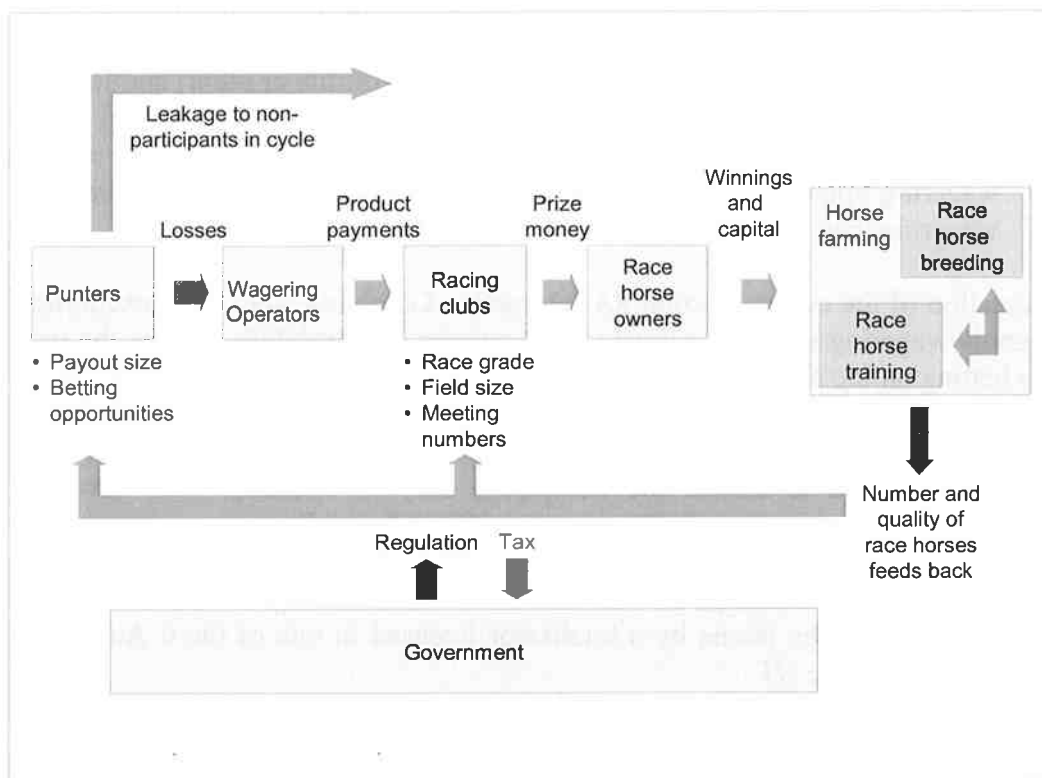 Leakage to non-
participants in cycle
Losses
Product
payments
Prize
money
Winnings
and
capital
Punters
Wagering
Operators
Racing
clubs
Race
horse
owners
Horse
farming
Race
horse
breeding
Race
horse
training
• Payout size
• Betting
opportunities
• Race grade
• Field size
• Meeting
numbers
Number and
quality of
race horses
feeds back
Regulation
Tax
Government